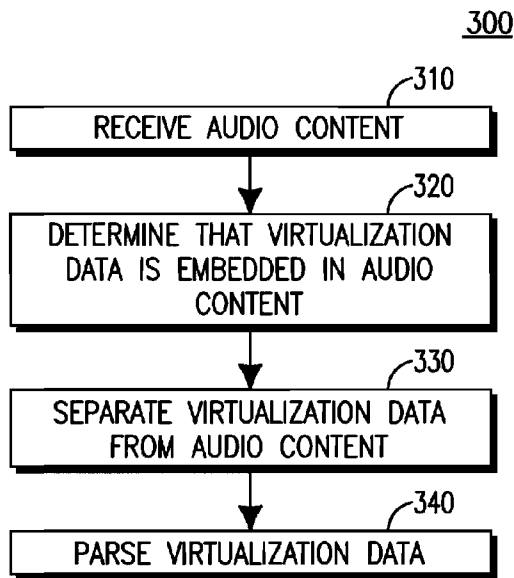 300
310
RECEIVE AUDIO CONTENT
320
DETERMINE THAT VIRTUALIZATION
DATA IS EMBEDDED IN AUDIO
CONTENT
330
SEPARATE VIRTUALIZATION DATA
FROM AUDIO CONTENT
340
PARSE VIRTUALIZATION DATA